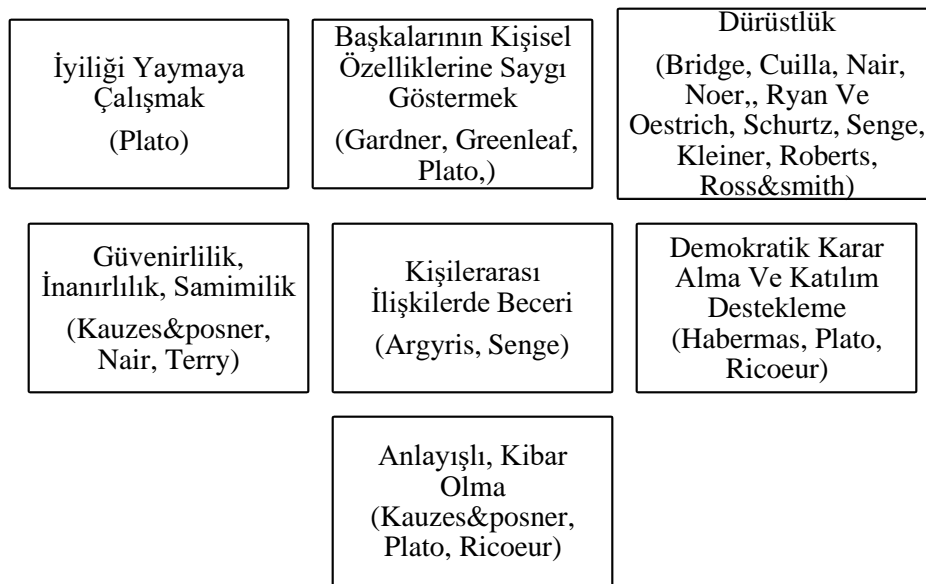 İyiliği Yaymaya
Çalışmak
(Plato)
Başkalarının Kişisel
Özelliklerine Saygı
Göstermek
(Gardner, Greenleaf,
Plato,)
Dürüstlük
(Bridge, Cuilla, Nair,
Noer,, Ryan Ve
Oestrich, Schurtz, Senge,
Kleiner, Roberts,
Ross&smith)
Güvenirlilik,
İnanırlılık, Samimilik
(Kauzes&posner,
Nair, Terry)
Kişilerarası
İlişkilerde Beceri
(Argyris, Senge)
Demokratik Karar
Alma Ve Katılım
Destekleme
(Habermas, Plato,
Ricoeur)
Anlayışlı, Kibar
Olma
(Kauzes&posner,
Plato, Ricoeur)